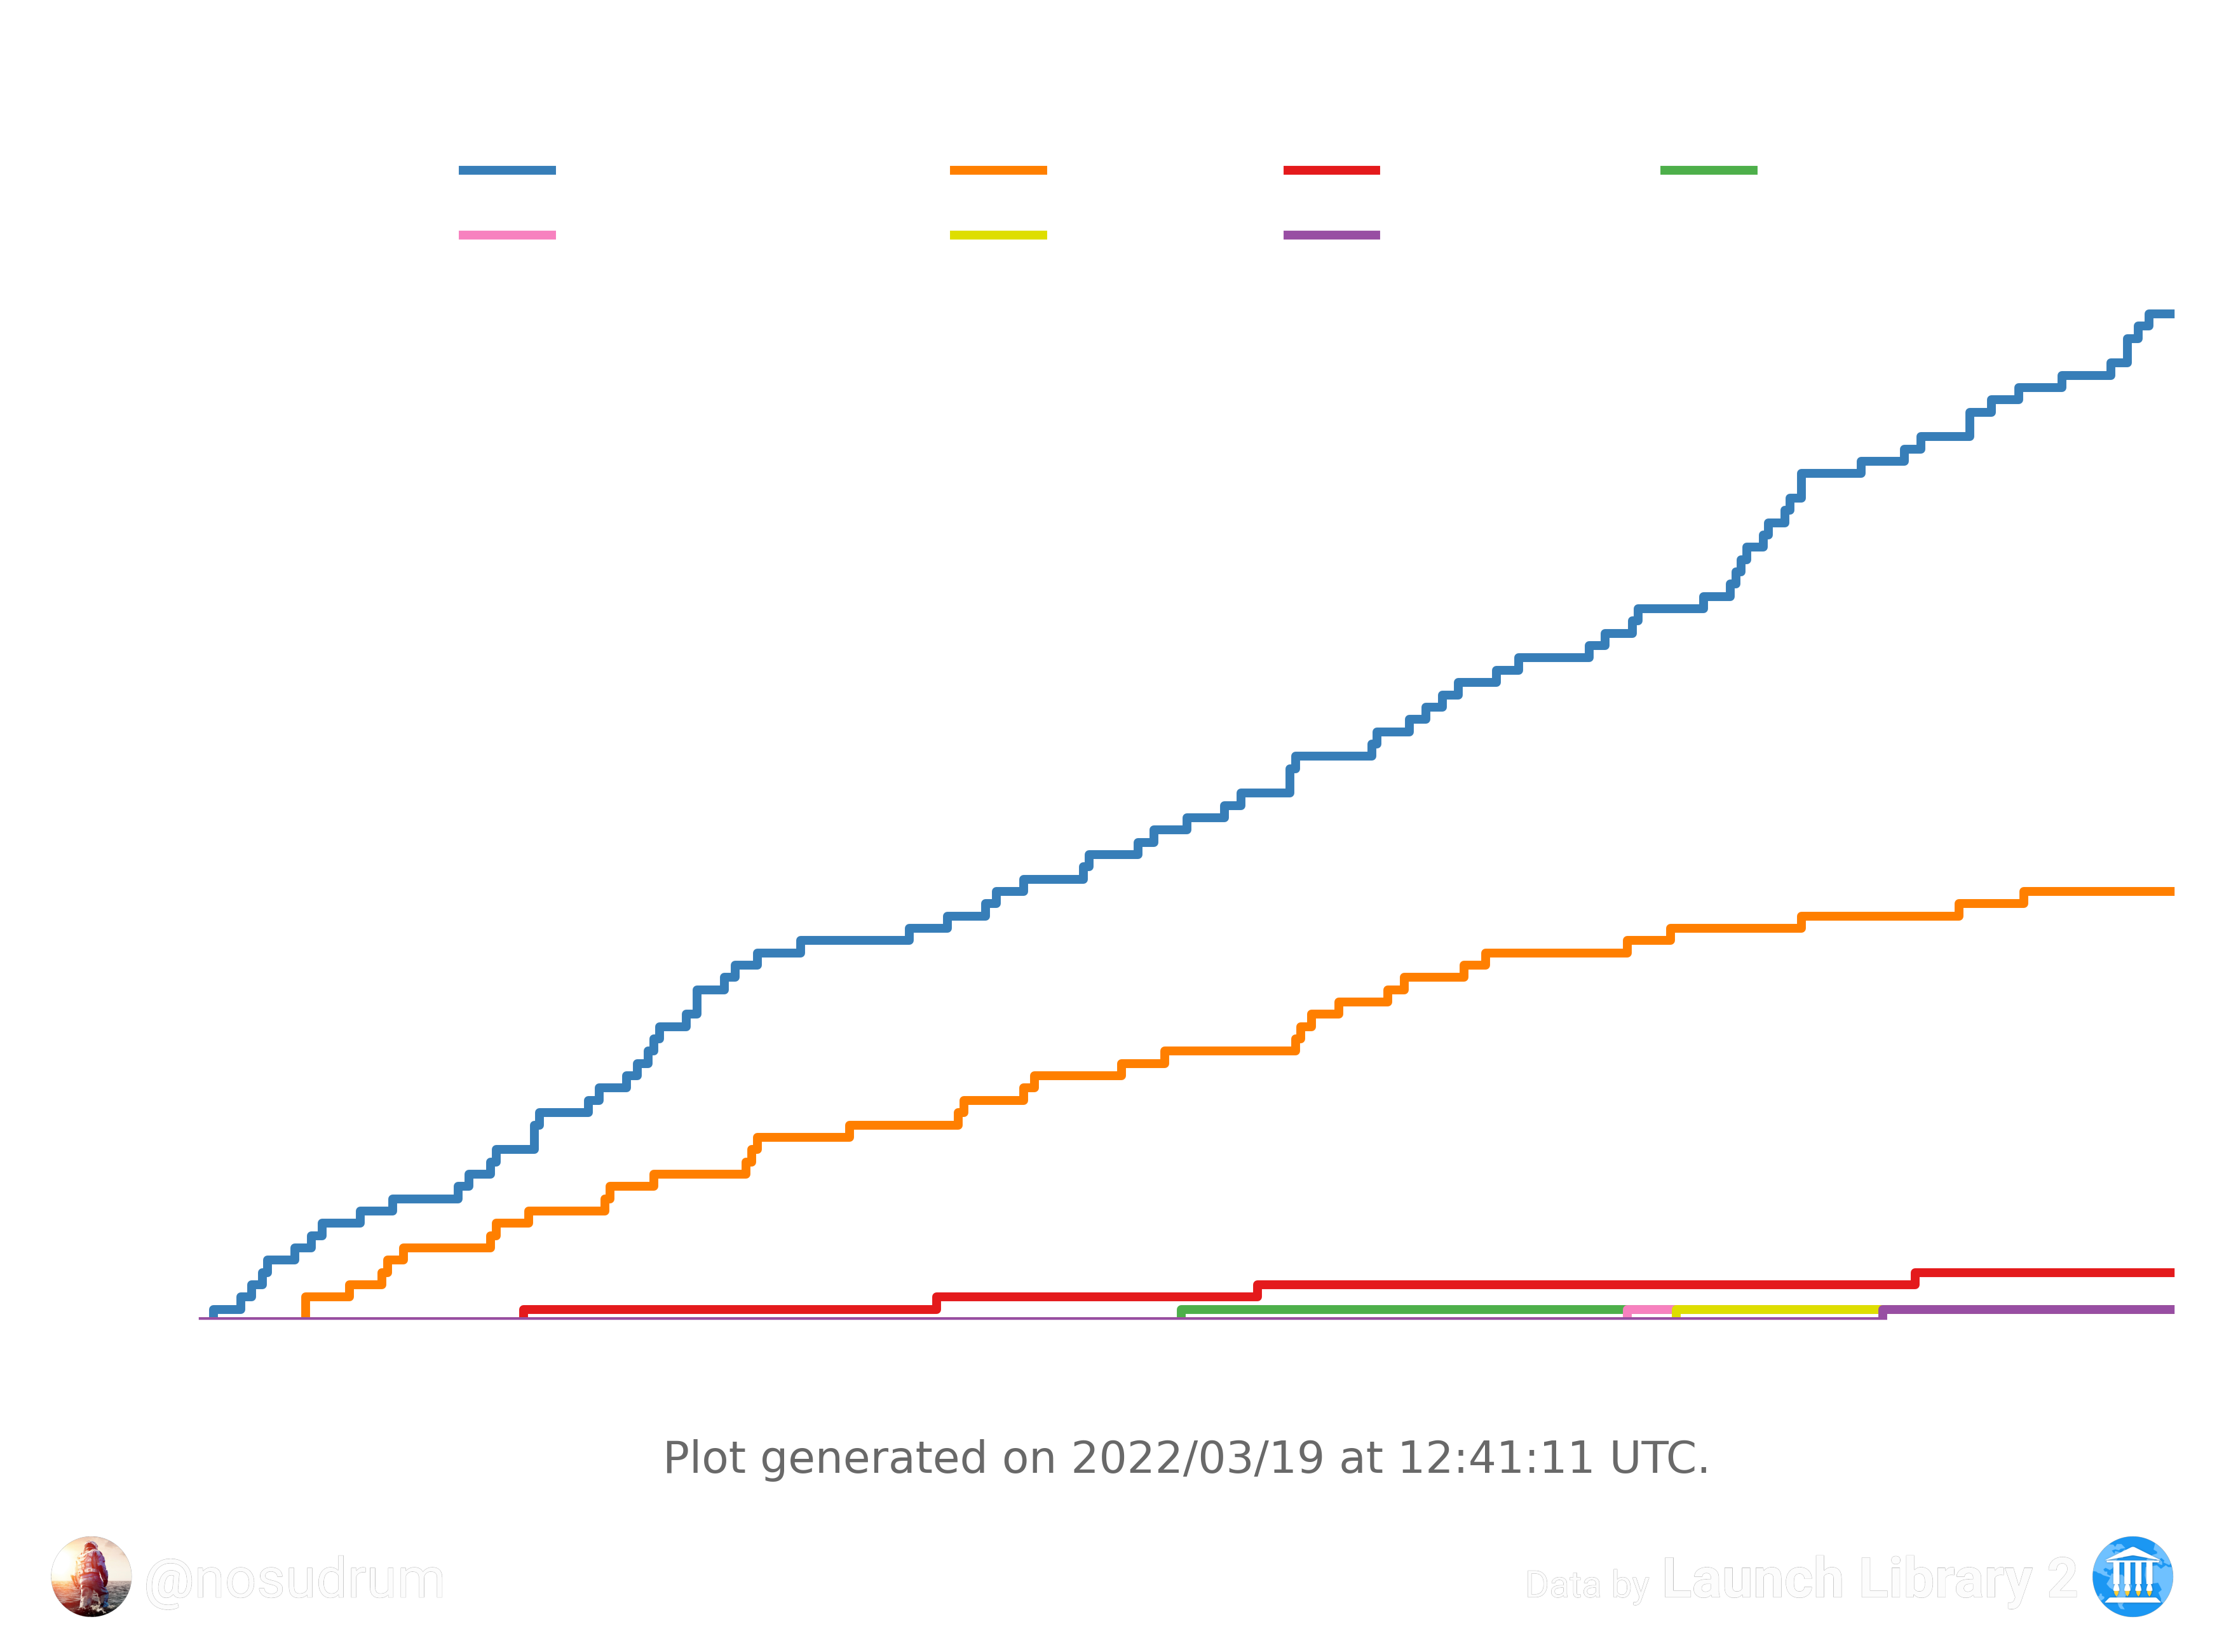 Plot generated on 2022/03/19 at 12:41:11 UTC.
@nosudrum
Data by Launch Library 2